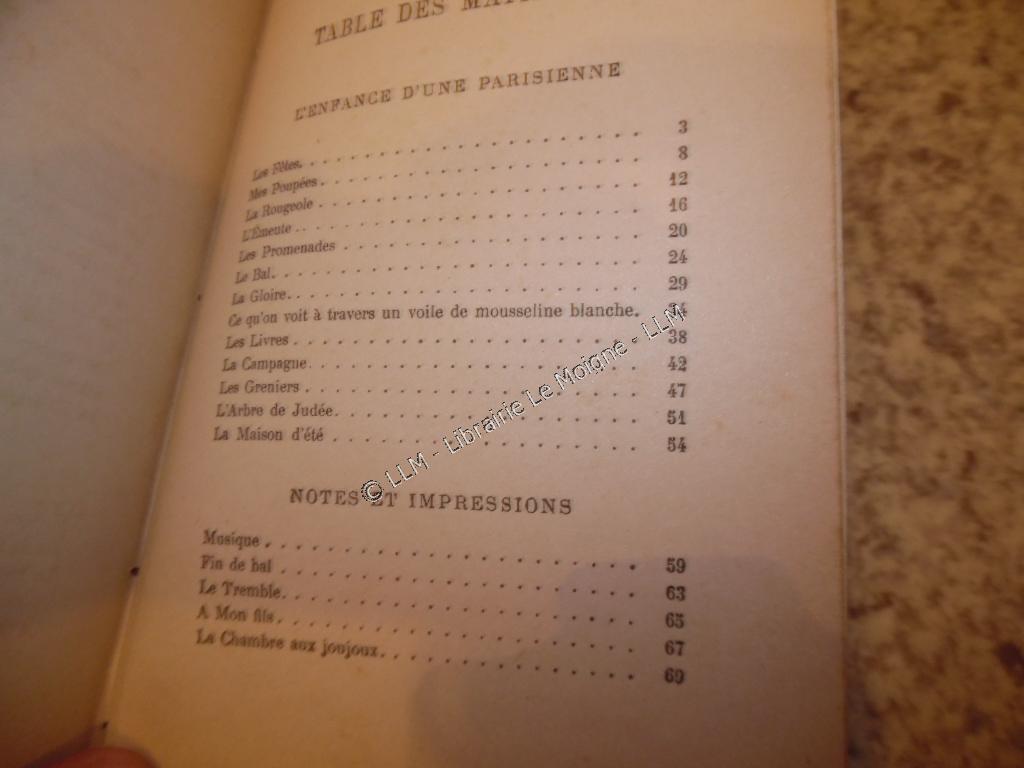 TABLE DES
L'ENFANCE D'UNE PARISIENNE
Les Fêtes. 3
Mes Poupées. 8
La Rougeole 12
L'Émeute. 16
Les Promenades 20
Le Bal. 24
La Gloire. 29
Ce qu'on voit à travers un voile de mousseline blanche. 34
Les Livres 38
La Campagne. 42
Les Greniers 47
L'Arbre de Judée. 51
La Maison d'été 54
© LLM - Librairie Le Moigne - LLM
NOTES ET IMPRESSIONS
Musique 59
Fin de bal 63
Le Tremble. 65
A Mon fils. 67
La Chambre aux joujoux. 69